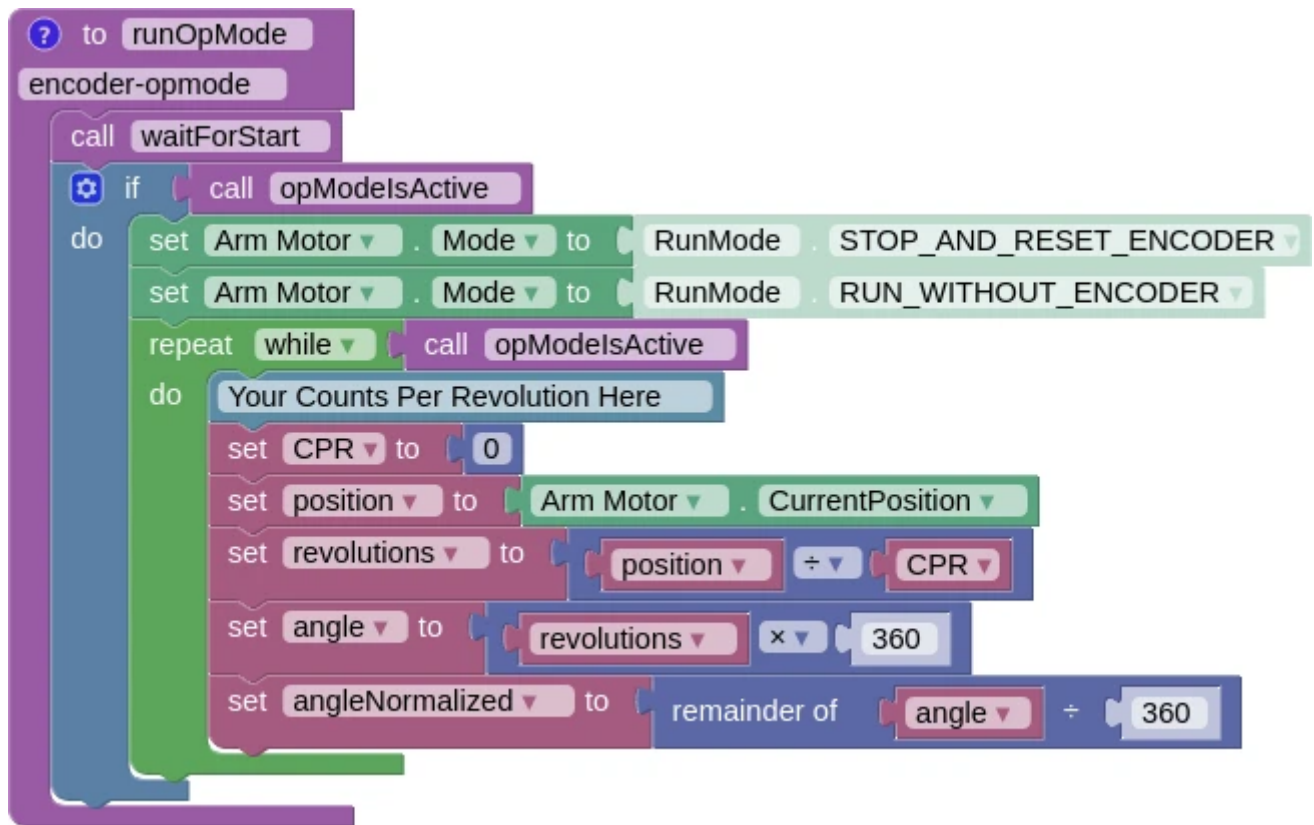 ? to runOpMode
encoder-opmode
call waitForStart
if call opModeIsActive
do set Arm Motor ▾ . Mode ▾ to RunMode . STOP_AND_RESET_ENCODER ▾
set Arm Motor ▾ . Mode ▾ to RunMode . RUN_WITHOUT_ENCODER ▾
repeat while ▾ call opModeIsActive
do Your Counts Per Revolution Here
set CPR ▾ to 0
set position ▾ to Arm Motor ▾ . CurrentPosition ▾
set revolutions ▾ to position ▾ ÷ ▾ CPR ▾
set angle ▾ to revolutions ▾ × ▾ 360
set angleNormalized ▾ to remainder of angle ▾ ÷ 360